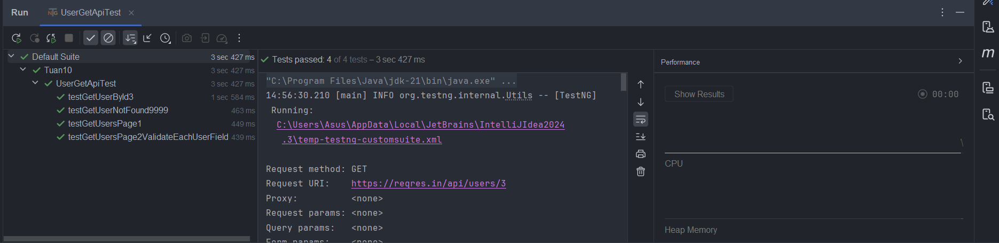 Run UserGetApiTest
Default Suite 3 sec 427 ms
Tuan10 3 sec 427 ms
UserGetApiTest 3 sec 427 ms
testGetUserById3 1 sec 584 ms
testGetUserNotFound9999 463 ms
testGetUsersPage1 449 ms
testGetUsersPage2ValidateEachUserField 439 ms
Tests passed: 4 of 4 tests – 3 sec 427 ms
"C:\Program Files\Java\jdk-21\bin\java.exe" ...
14:56:30.210 [main] INFO org.testng.internal.Utils -- [TestNG]
Running:
C:\Users\Asus\AppData\Local\JetBrains\IntelliJIdea2024
.3\temp-testng-customsuite.xml
Request method: GET
Request URI: https://reqres.in/api/users/3
Proxy: <none>
Request params: <none>
Query params: <none>
Form params: <none>
Performance
Show Results 00:00
CPU
Heap Memory
m